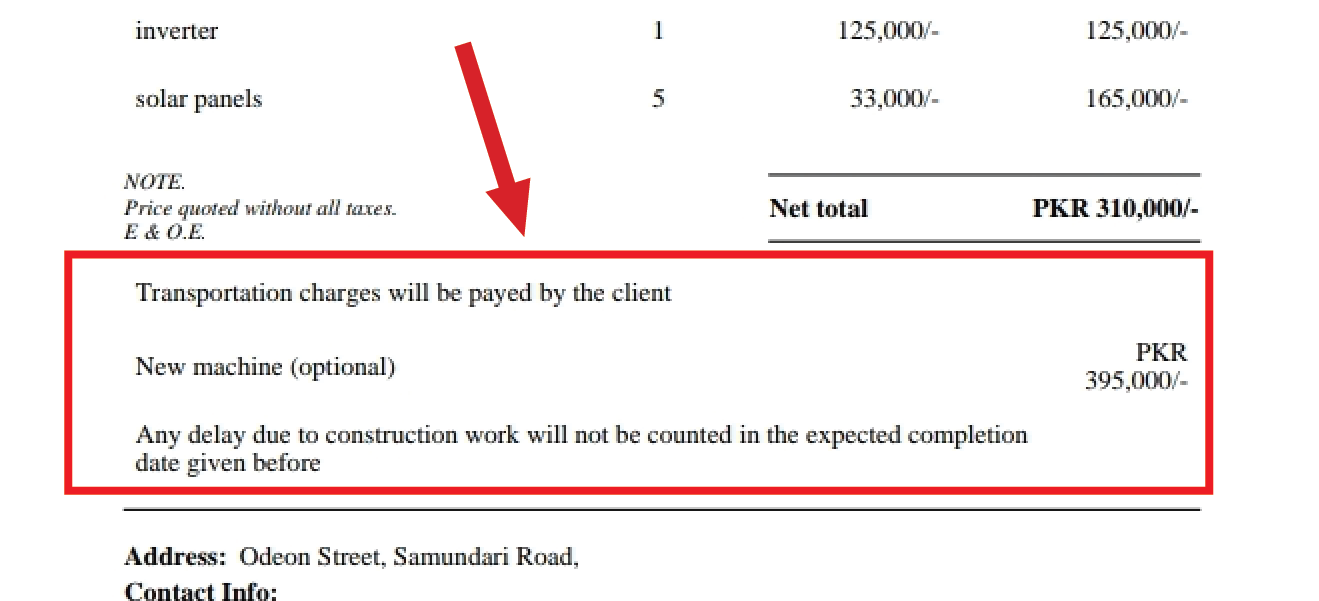 inverter 1 125,000/- 125,000/-
solar panels 5 33,000/- 165,000/-
NOTE.
Price quoted without all taxes.
E & O.E.
Net total PKR 310,000/-
Transportation charges will be payed by the client
New machine (optional) PKR
395,000/-
Any delay due to construction work will not be counted in the expected completion
date given before
Address: Odeon Street, Samundari Road,
Contact Info: